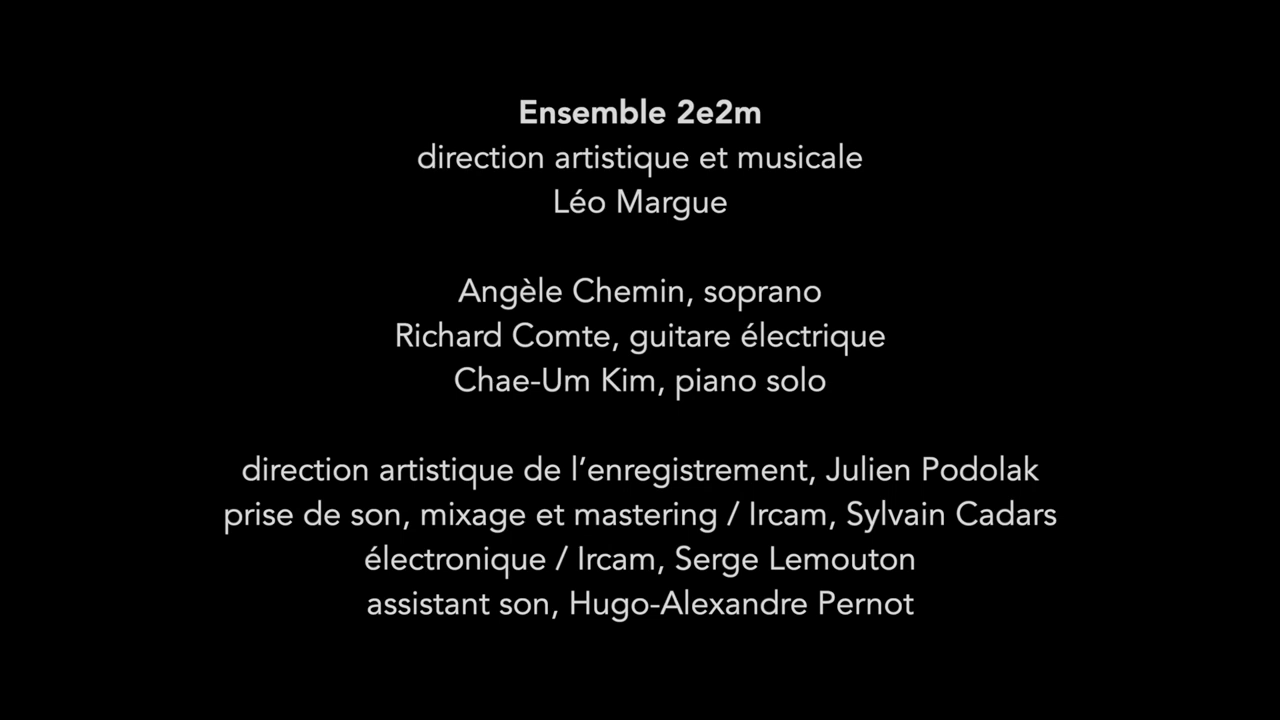 Ensemble 2e2m
direction artistique et musicale
Léo Margue
Angèle Chemin, soprano
Richard Comte, guitare électrique
Chae-Um Kim, piano solo
direction artistique de l’enregistrement, Julien Podolak
prise de son, mixage et mastering / Ircam, Sylvain Cadars
électronique / Ircam, Serge Lemouton
assistant son, Hugo-Alexandre Pernot